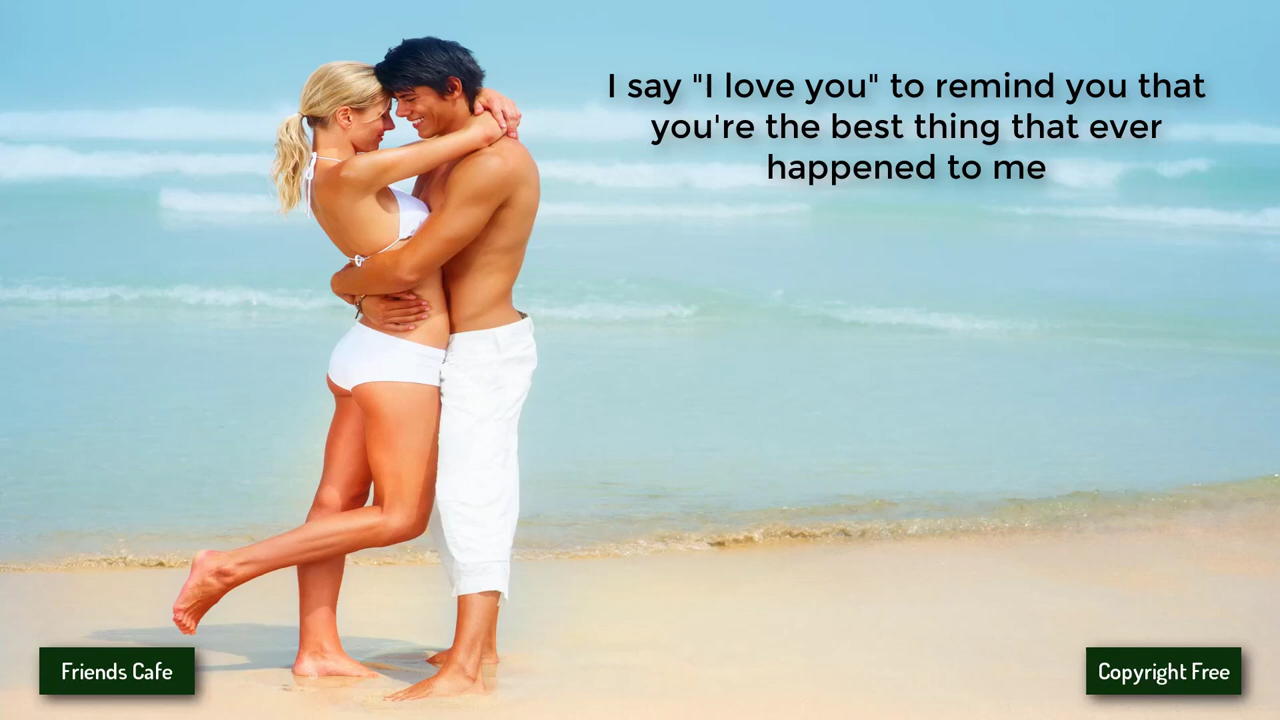 I say "I love you" to remind you that
you're the best thing that ever
happened to me
Friends Cafe
Copyright Free